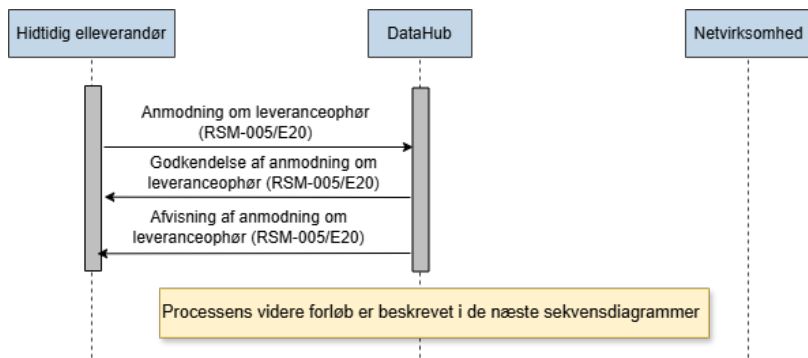 Hidtidig elleverandør
DataHub
Netvirksomhed
Anmodning om leveranceophør
(RSM-005/E20)
Godkendelse af anmodning om
leveranceophør (RSM-005/E20)
Afvisning af anmodning om
leveranceophør (RSM-005/E20)
Processens videre forløb er beskrevet i de næste sekvensdiagrammer